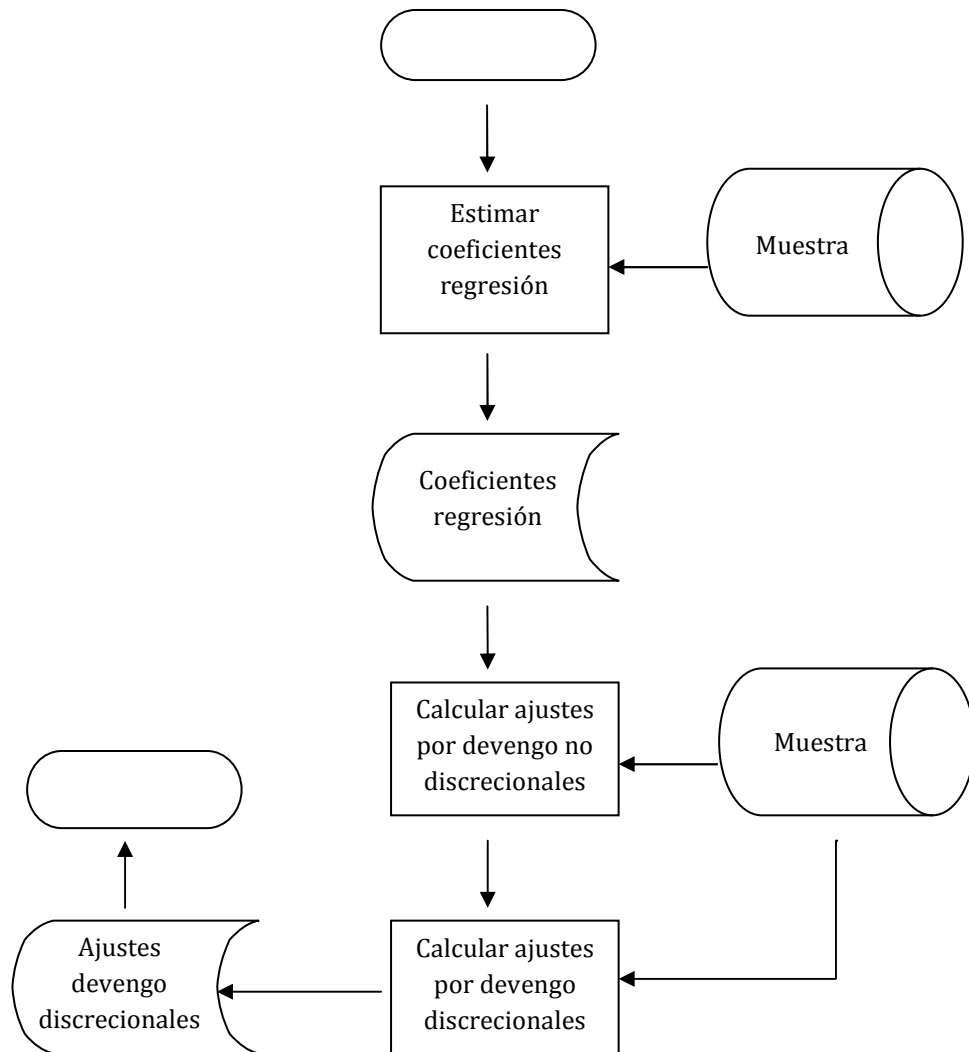 Estimar
coeficientes
regresión
Muestra
Coeficientes
regresión
Calcular ajustes
por devengo no
discrecionales
Muestra
Ajustes
devengo
discrecionales
Calcular ajustes
por devengo
discrecionales